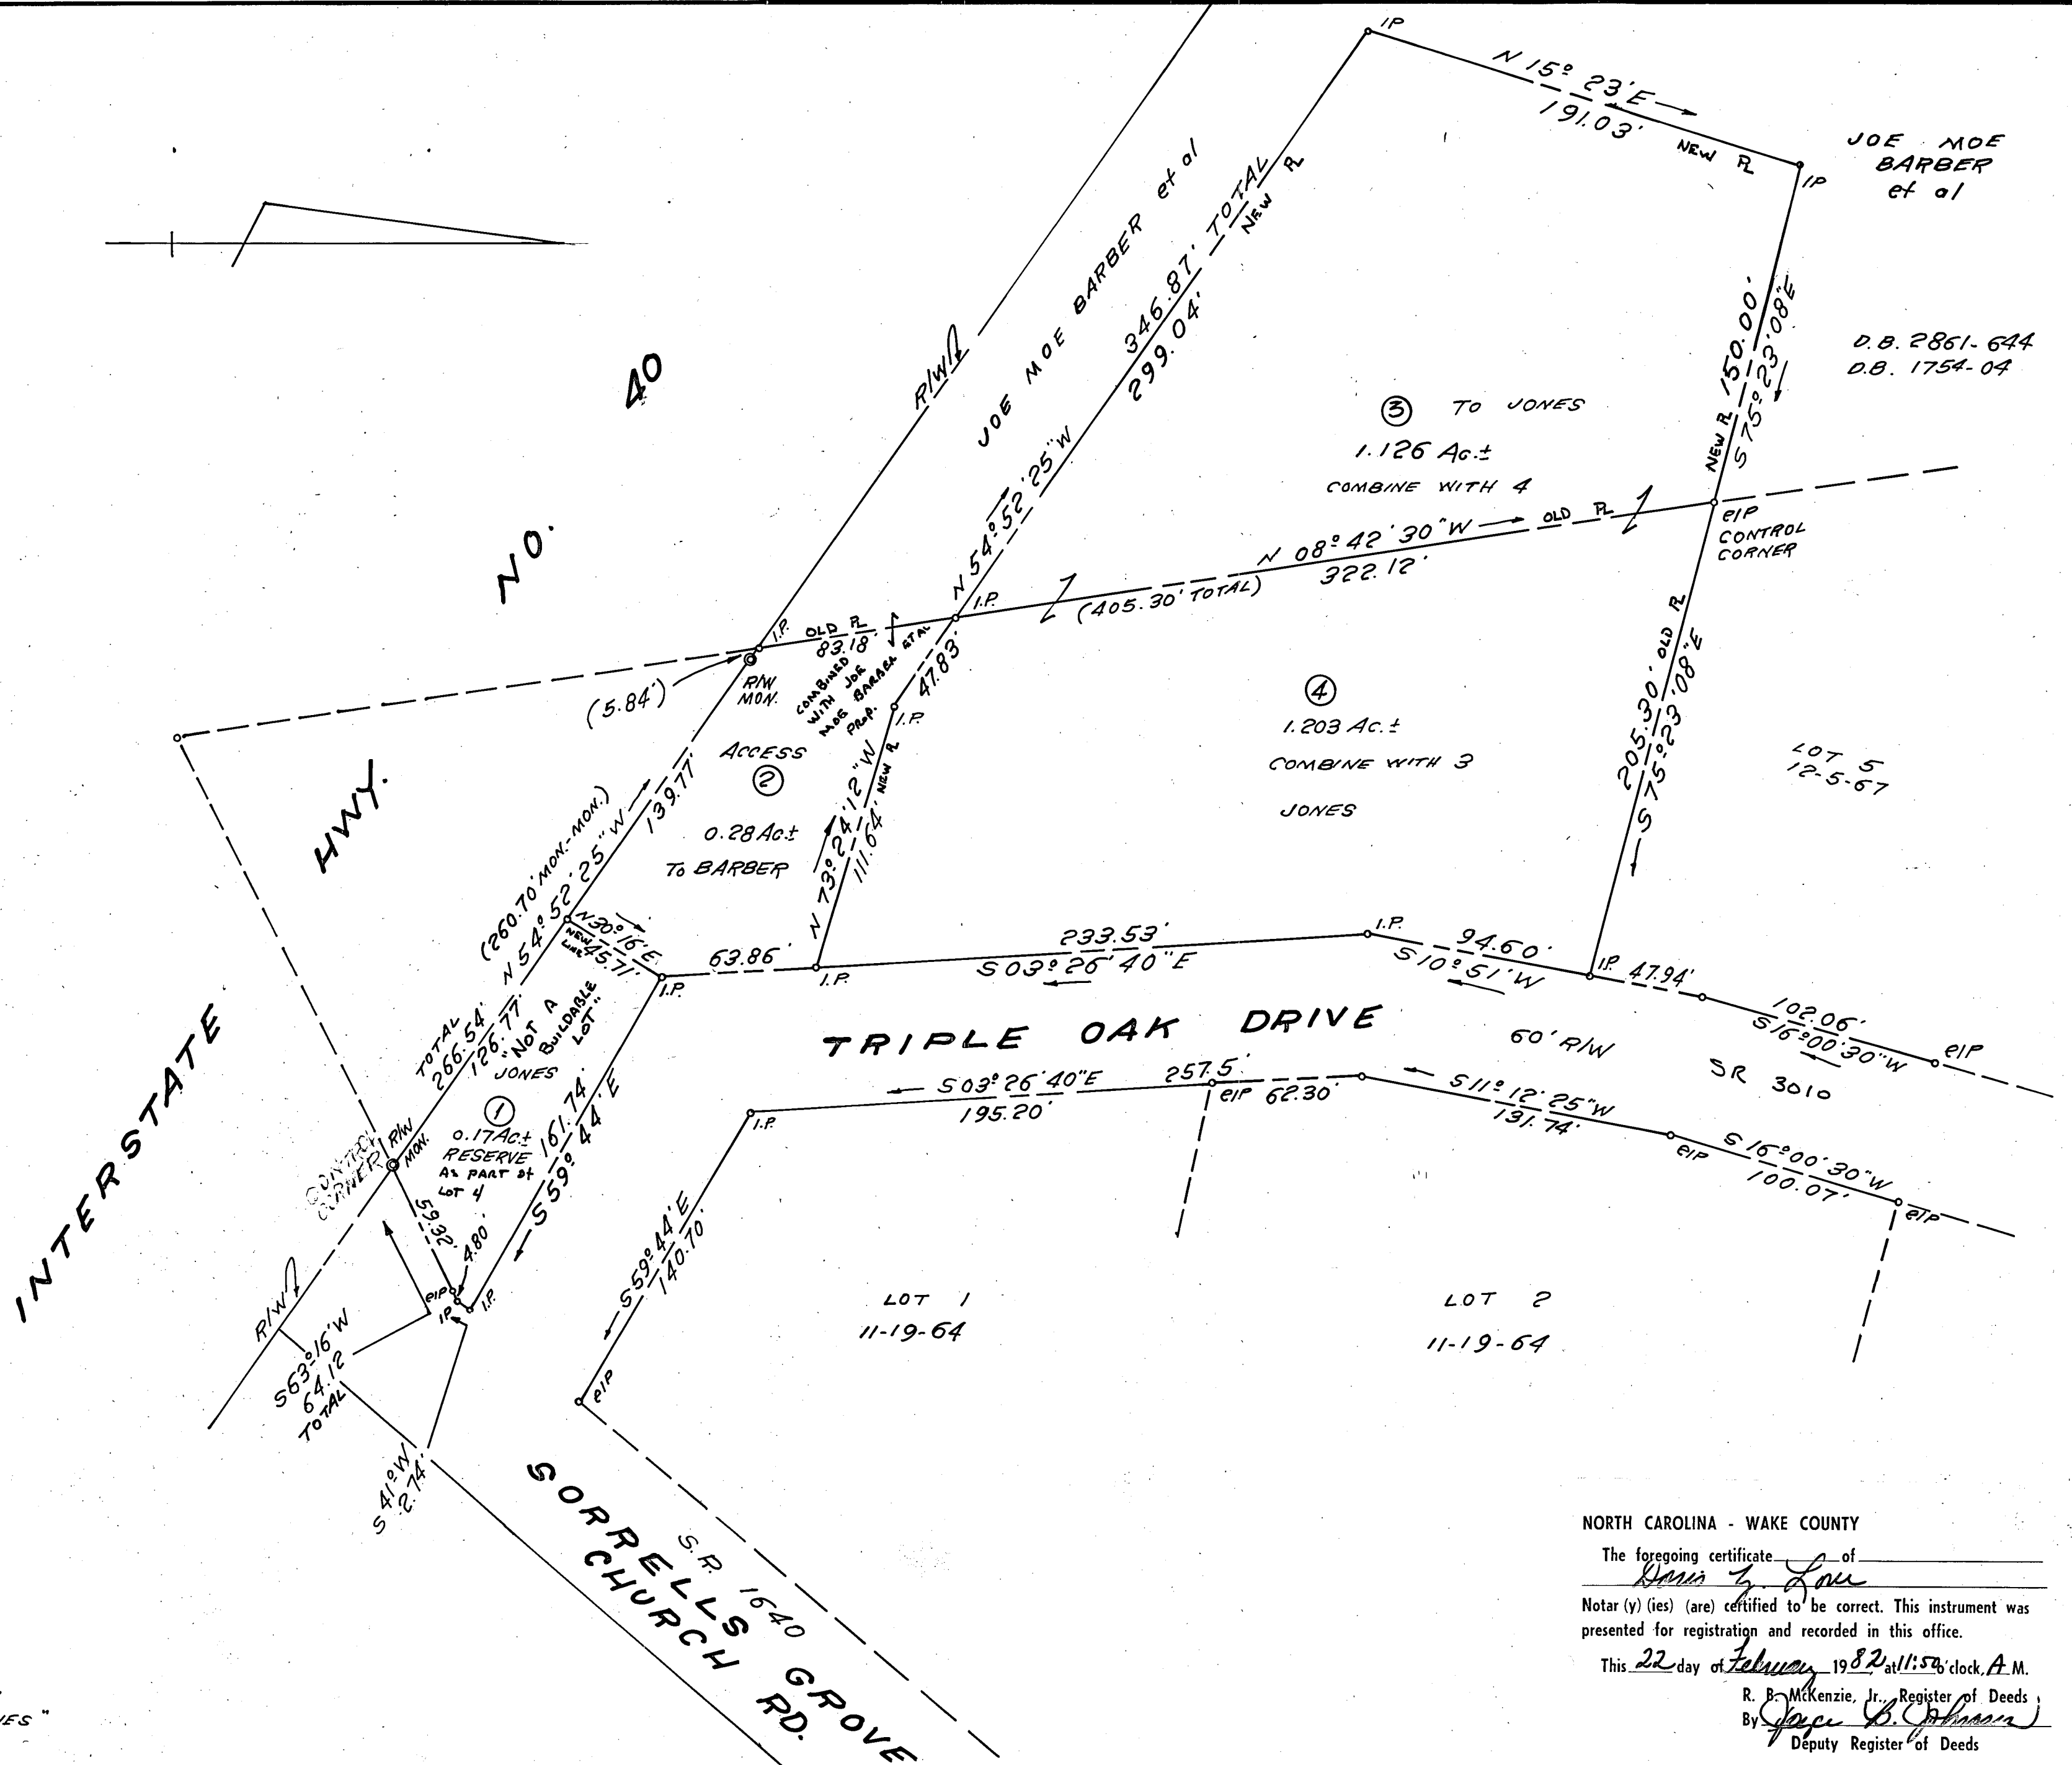 IP
N 15° 23' E
191.03'
NEW PL
IP
JOE MOE
BARBER
et al
JOE MOE BARBER et al
R/W
346.87' TOTAL
NEW PL
299.04'
N 54° 52' 25" W
NEW PL 150.00'
S 75° 23' 08" E
D.B. 2861-644
D.B. 1754-04
3 TO JONES
1.126 Ac.±
COMBINE WITH 4
N 08° 42' 30" W
OLD PL
(405.30' TOTAL)
322.12'
eIP
CONTROL
CORNER
INTERSTATE HWY. NO. 40
I.P.
OLD PL
83.18'
I.P.
COMBINED
WITH JOE
MOE BARBER ET AL
PROP.
47.83'
I.P.
(5.84')
R/W
MON.
ACCESS
2
0.28 Ac.±
TO BARBER
139.77'
(260.70' MON.-MON.)
N 54° 52' 25" W
N 73° 24' 12" W
111.64' NEW PL
4
1.203 Ac.±
COMBINE WITH 3
JONES
205.30' OLD PL
S 75° 23' 08" E
LOT 5
12-5-67
N 30° 16' E
NEW LINE
45.71'
I.P.
63.86'
I.P.
233.53'
S 03° 26' 40" E
I.P.
94.60'
S 10° 51' W
I.P.
47.94'
102.06'
S 16° 00' 30" W
eIP
TRIPLE OAK DRIVE
60' R/W
SR 3010
TOTAL
266.54'
126.77'
"NOT A
BUILDABLE
LOT"
JONES
1
0.17 Ac±
RESERVE
AS PART of
LOT 4
161.74'
S 59° 44' E
CONTROL
CORNER
R/W
MON.
59.32'
4.80'
eIP
IP
I.P.
R/W
S 63° 16' W
64.12
TOTAL
S 41° W
2.74'
I.P.
S 03° 26' 40" E
195.20'
257.5'
eIP
62.30'
S 11° 12' 25" W
131.74'
eIP
S 16° 00' 30" W
100.07'
eIP
S 59° 44' E
140.70'
eIP
LOT 1
11-19-64
LOT 2
11-19-64
S.R. 1640
SORRELLS GROVE
CHURCH RD.
ES"
NORTH CAROLINA - WAKE COUNTY
The foregoing certificate of
Notar (y) (ies) (are) certified to be correct. This instrument was
presented for registration and recorded in this office.
This 22 day of February 1982 at 11:50 o'clock, A M.
R. B. McKenzie, Jr., Register of Deeds
By Joyce B. Johnson
Deputy Register of Deeds